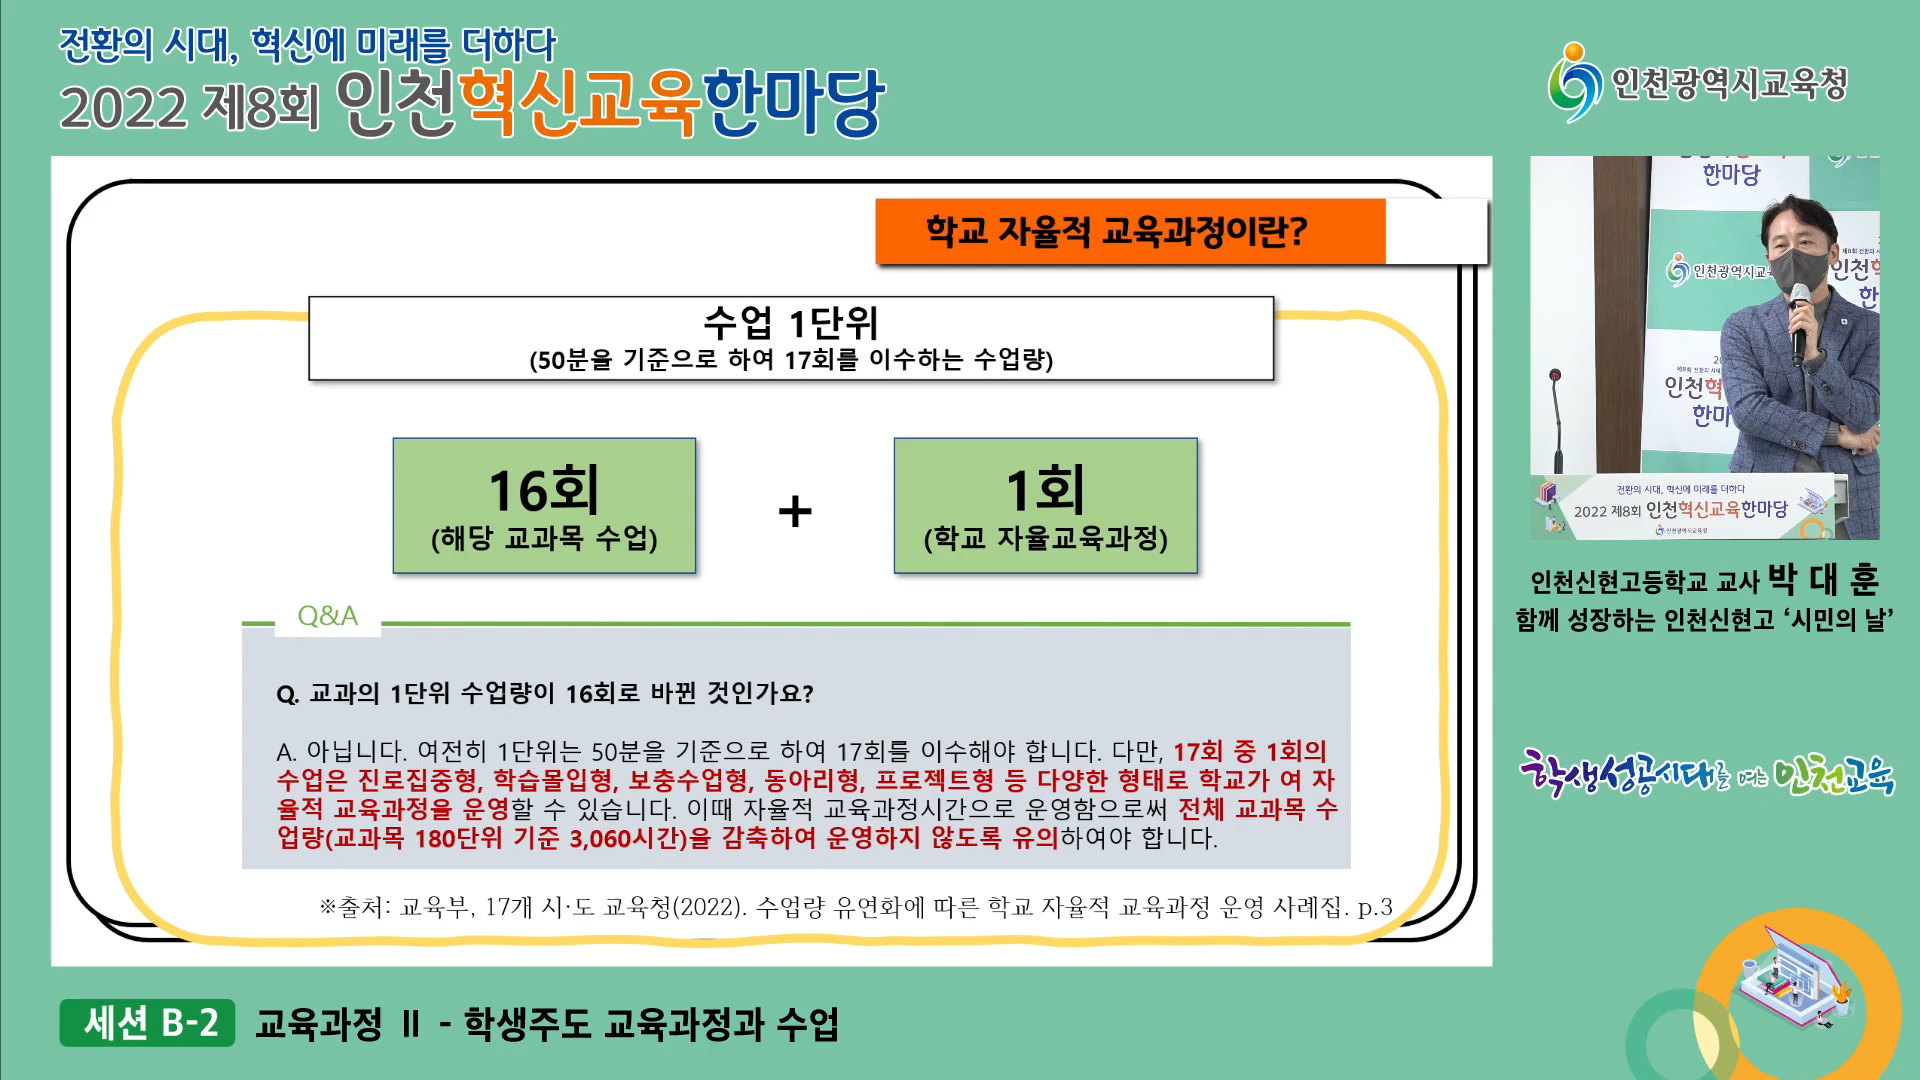 전환의 시대, 혁신에 미래를 더하다
2022 제8회 인천혁신교육한마당
인천광역시교육청
학교 자율적 교육과정이란?
수업 1단위
(50분을 기준으로 하여 17회를 이수하는 수업량)
16회
(해당 교과목 수업)
+
1회
(학교 자율교육과정)
Q&A
Q. 교과의 1단위 수업량이 16회로 바뀐 것인가요?
A. 아닙니다. 여전히 1단위는 50분을 기준으로 하여 17회를 이수해야 합니다. 다만, 17회 중 1회의
수업은 진로집중형, 학습몰입형, 보충수업형, 동아리형, 프로젝트형 등 다양한 형태로 학교가 여 자
율적 교육과정을 운영할 수 있습니다. 이때 자율적 교육과정시간으로 운영함으로써 전체 교과목 수
업량(교과목 180단위 기준 3,060시간)을 감축하여 운영하지 않도록 유의하여야 합니다.
※출처: 교육부, 17개 시·도 교육청(2022). 수업량 유연화에 따른 학교 자율적 교육과정 운영 사례집. p.3
한마당
인천광역시교
인천혁
한마
전환의 시대, 혁신에 미래를 더하다
2022 제8회 인천혁신교육한마당
인천광역시교육청
인천신현고등학교 교사 박 대 훈
함께 성장하는 인천신현고 ‘시민의 날’
학생성공시대를 여는 인천교육
세션 B-2
교육과정 Ⅱ - 학생주도 교육과정과 수업